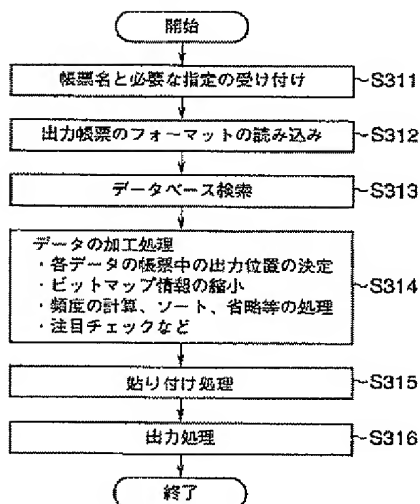 開始
帳票名と必要な指定の受け付け
S311
出力帳票のフォーマットの読み込み
S312
データベース検索
S313
データの加工処理
・各データの帳票中の出力位置の決定
・ビットマップ情報の縮小
・頻度の計算、ソート、省略等の処理
・注目チェックなど
S314
貼り付け処理
S315
出力処理
S316
終了